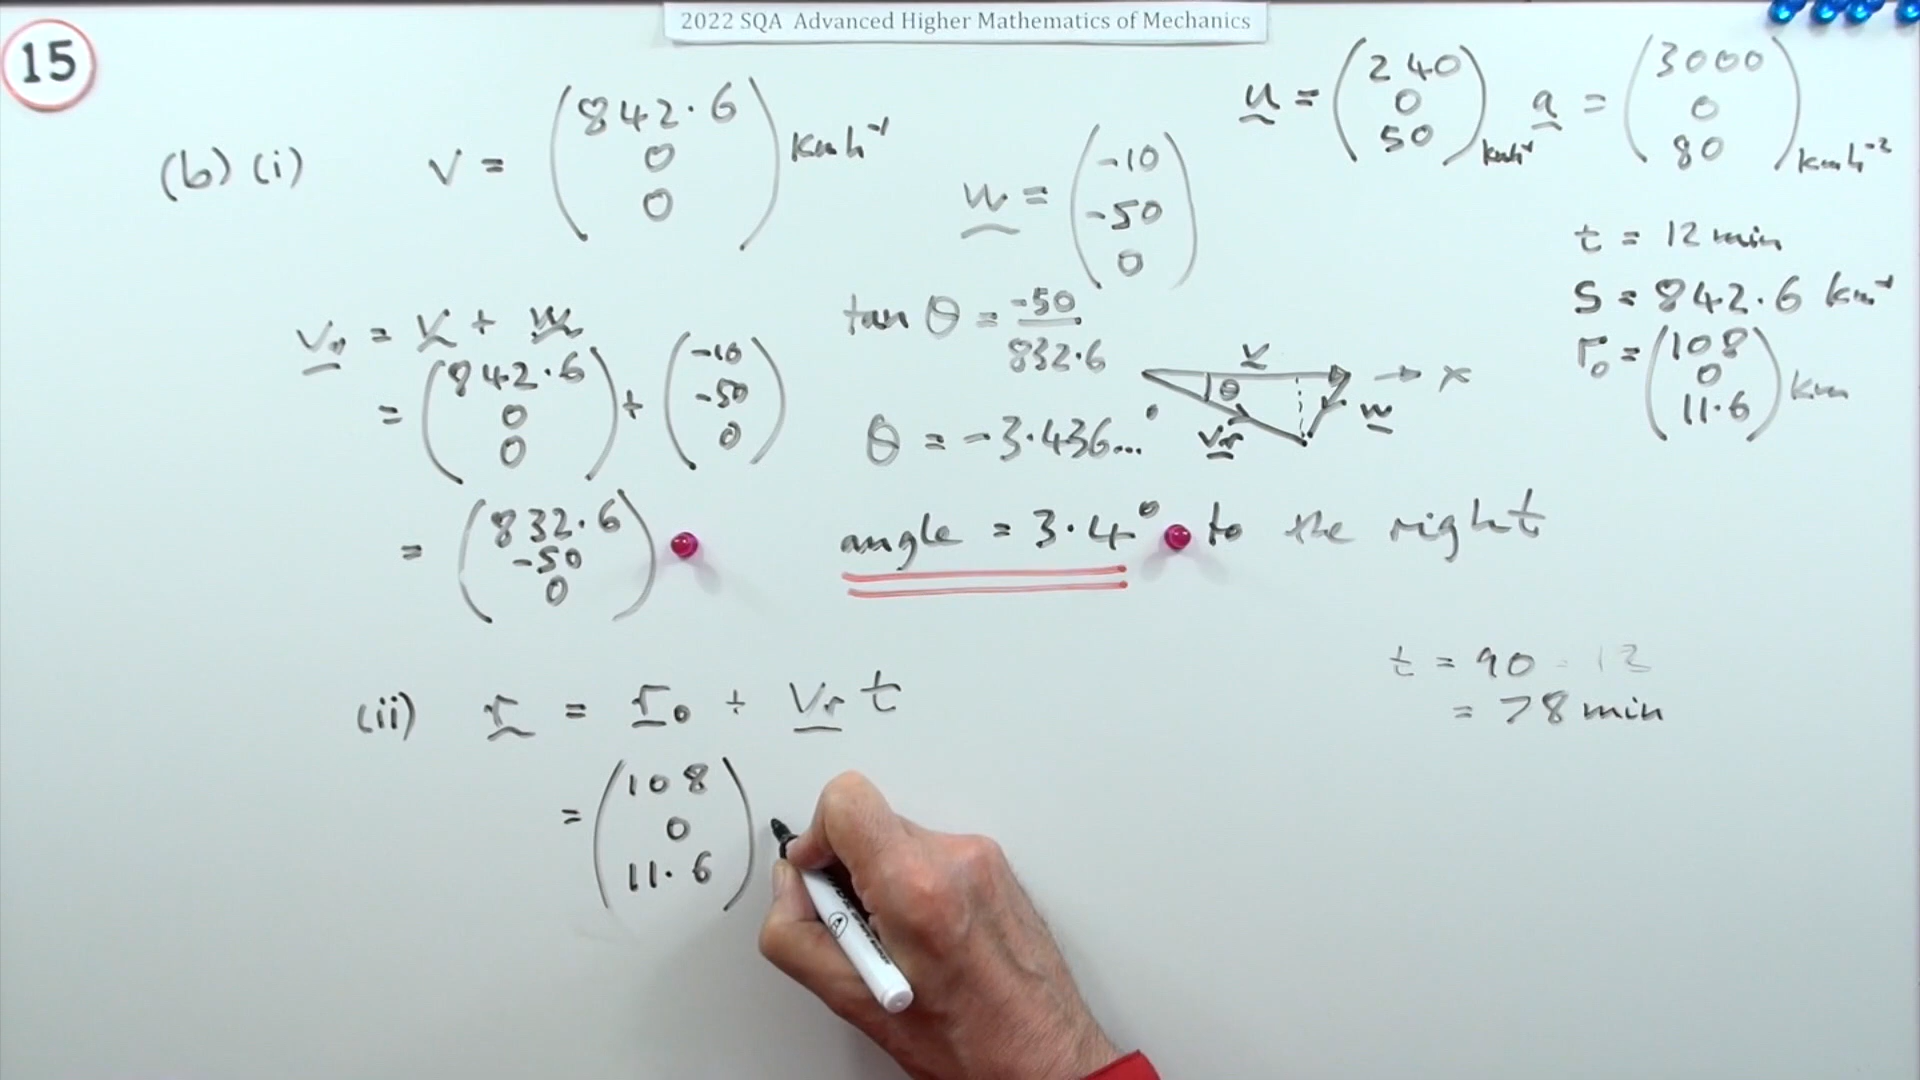 2022 SQA Advanced Higher Mathematics of Mechanics
15
(b) (i) v = (842.6
0
0) kmh⁻¹
w = (-10
-50
0)
u = (240
0
50) kmh⁻¹
a = (3000
0
80) kmh⁻²
t = 12 min
s = 842.6 km⁻¹
r₀ = (108
0
11.6) km
vᵣ = v + w
= (842.6
0
0) + (-10
-50
0)
= (832.6
-50
0)
tan θ = -50
832.6
θ = -3.436...°
v
θ
→ x
w
vᵣ
angle = 3.4° to the right
(ii) r = r₀ + vᵣ t
= (108
0
11.6)
t = 90 - 12
= 78 min